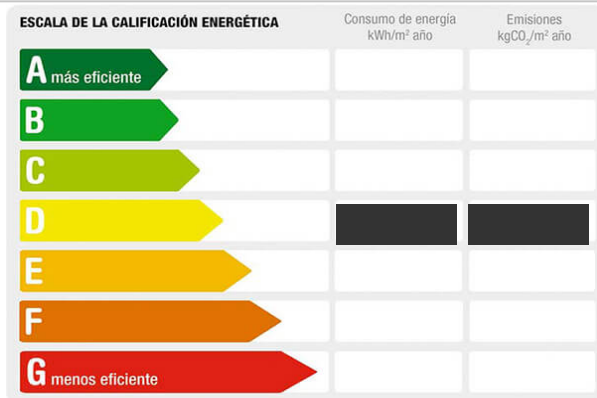 ESCALA DE LA CALIFICACIÓN ENERGÉTICA
Consumo de energía
kWh/m² año
Emisiones
kgCO₂/m² año
A más eficiente
B
C
D
E
F
G menos eficiente